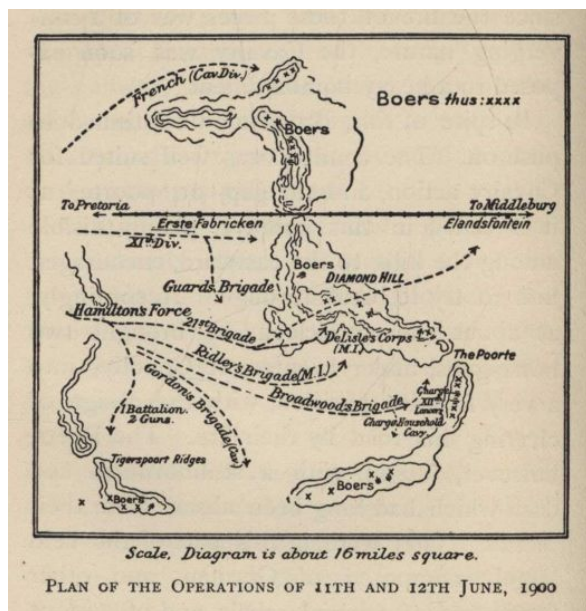 French (Cav. Div.)
Boers thus: xxxx
Boers
To Pretoria
To Middleburg
Erste Fabricken
Elandsfontein
XIth Div.
Boers
DIAMOND HILL
Guards Brigade
Hamilton's Force
21st Brigade
DeLisle's Corps
(M.I.)
Ridley's Brigade (M.I.)
The Poorte
Broadwood's Brigade
Gordon's Brigade (Cav)
Charge
XII
Lancers
Charge Household
Cav.
1 Battalion.
2 Guns.
Tigerspoort Ridges
Boers
Boers
Scale, Diagram is about 16 miles square.
PLAN OF THE OPERATIONS OF 11TH AND 12TH JUNE, 1900